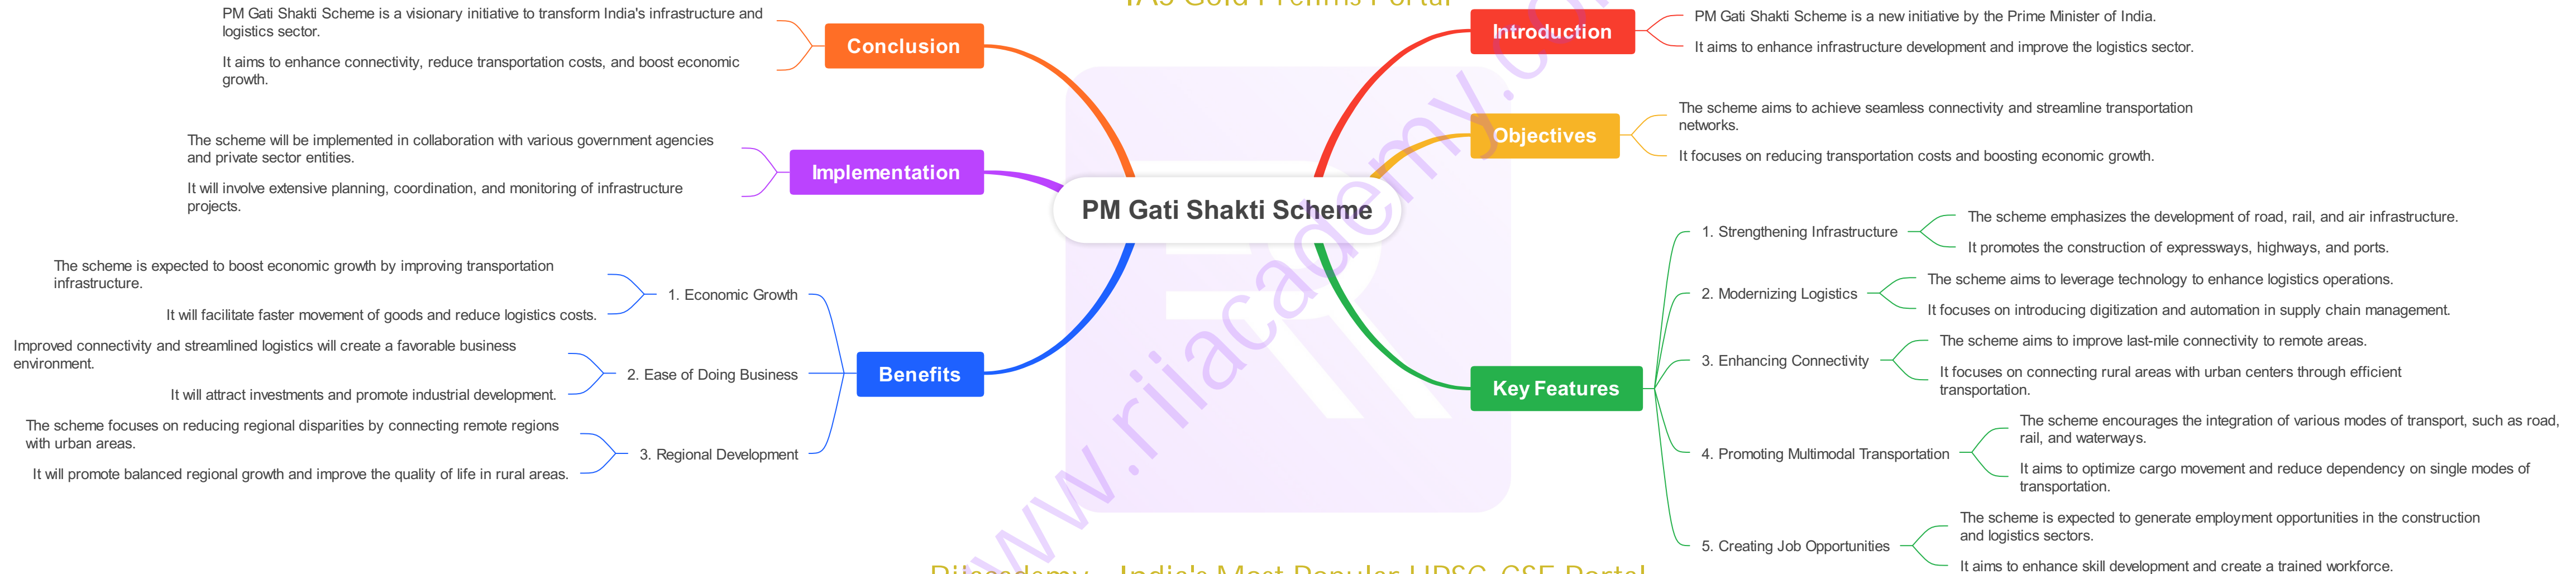 IAS Gold Prelims Portal
PM Gati Shakti Scheme
Introduction
PM Gati Shakti Scheme is a new initiative by the Prime Minister of India.
It aims to enhance infrastructure development and improve the logistics sector.
Objectives
The scheme aims to achieve seamless connectivity and streamline transportation
networks.
It focuses on reducing transportation costs and boosting economic growth.
Key Features
1. Strengthening Infrastructure
The scheme emphasizes the development of road, rail, and air infrastructure.
It promotes the construction of expressways, highways, and ports.
2. Modernizing Logistics
The scheme aims to leverage technology to enhance logistics operations.
It focuses on introducing digitization and automation in supply chain management.
3. Enhancing Connectivity
The scheme aims to improve last-mile connectivity to remote areas.
It focuses on connecting rural areas with urban centers through efficient
transportation.
4. Promoting Multimodal Transportation
The scheme encourages the integration of various modes of transport, such as road,
rail, and waterways.
It aims to optimize cargo movement and reduce dependency on single modes of
transportation.
5. Creating Job Opportunities
The scheme is expected to generate employment opportunities in the construction
and logistics sectors.
It aims to enhance skill development and create a trained workforce.
Benefits
1. Economic Growth
The scheme is expected to boost economic growth by improving transportation
infrastructure.
It will facilitate faster movement of goods and reduce logistics costs.
2. Ease of Doing Business
Improved connectivity and streamlined logistics will create a favorable business
environment.
It will attract investments and promote industrial development.
3. Regional Development
The scheme focuses on reducing regional disparities by connecting remote regions
with urban areas.
It will promote balanced regional growth and improve the quality of life in rural areas.
Implementation
The scheme will be implemented in collaboration with various government agencies
and private sector entities.
It will involve extensive planning, coordination, and monitoring of infrastructure
projects.
Conclusion
PM Gati Shakti Scheme is a visionary initiative to transform India's infrastructure and
logistics sector.
It aims to enhance connectivity, reduce transportation costs, and boost economic
growth.
www.rijiacademy.co
India's Most Popular UPSC-CSE Portal